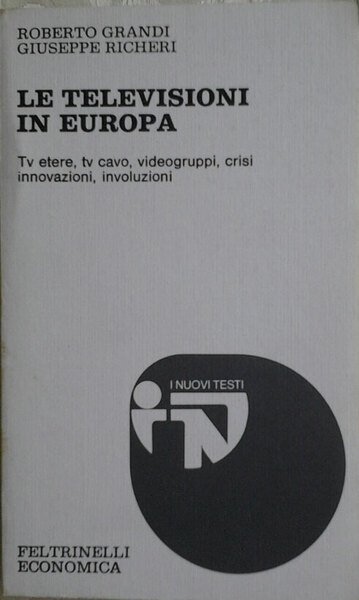 ROBERTO GRANDI
GIUSEPPE RICHERI
LE TELEVISIONI
IN EUROPA
Tv etere, tv cavo, videogruppi, crisi
innovazioni, involuzioni
I NUOVI TESTI
iTN
FELTRINELLI
ECONOMICA